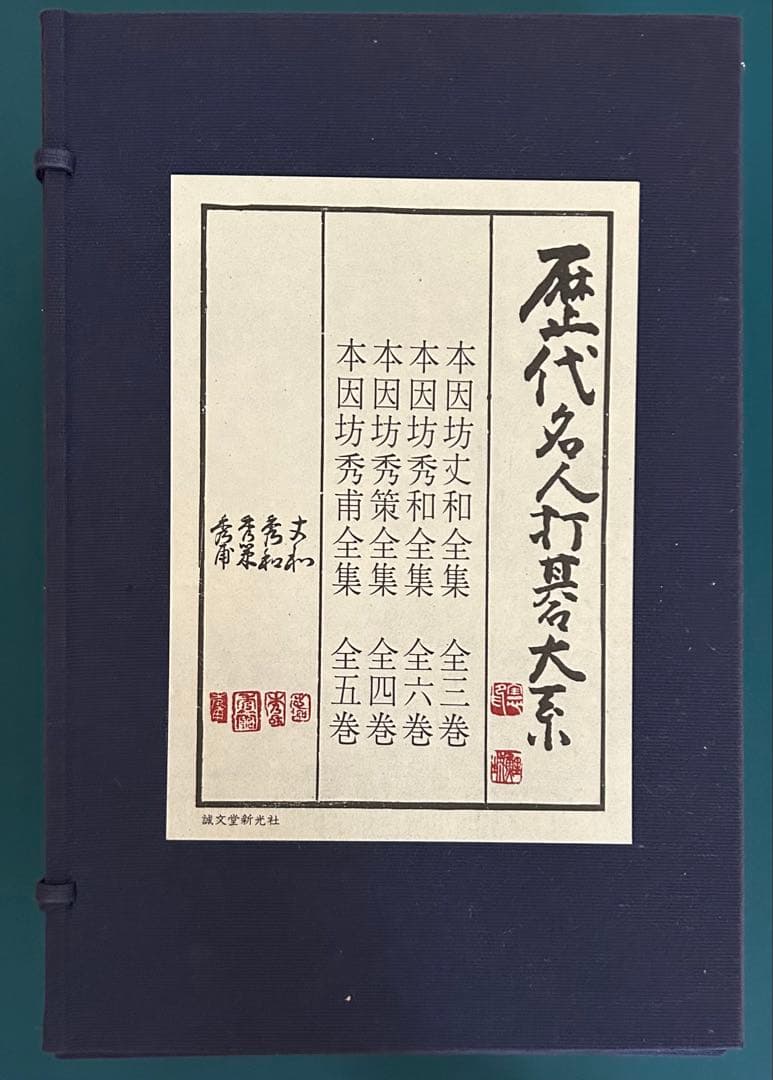 歴代名人打碁大系
本因坊丈和全集 全三巻
本因坊秀和全集 全六巻
本因坊秀策全集 全四巻
本因坊秀甫全集 全五巻
丈和
秀和
秀策
秀甫
誠文堂新光社